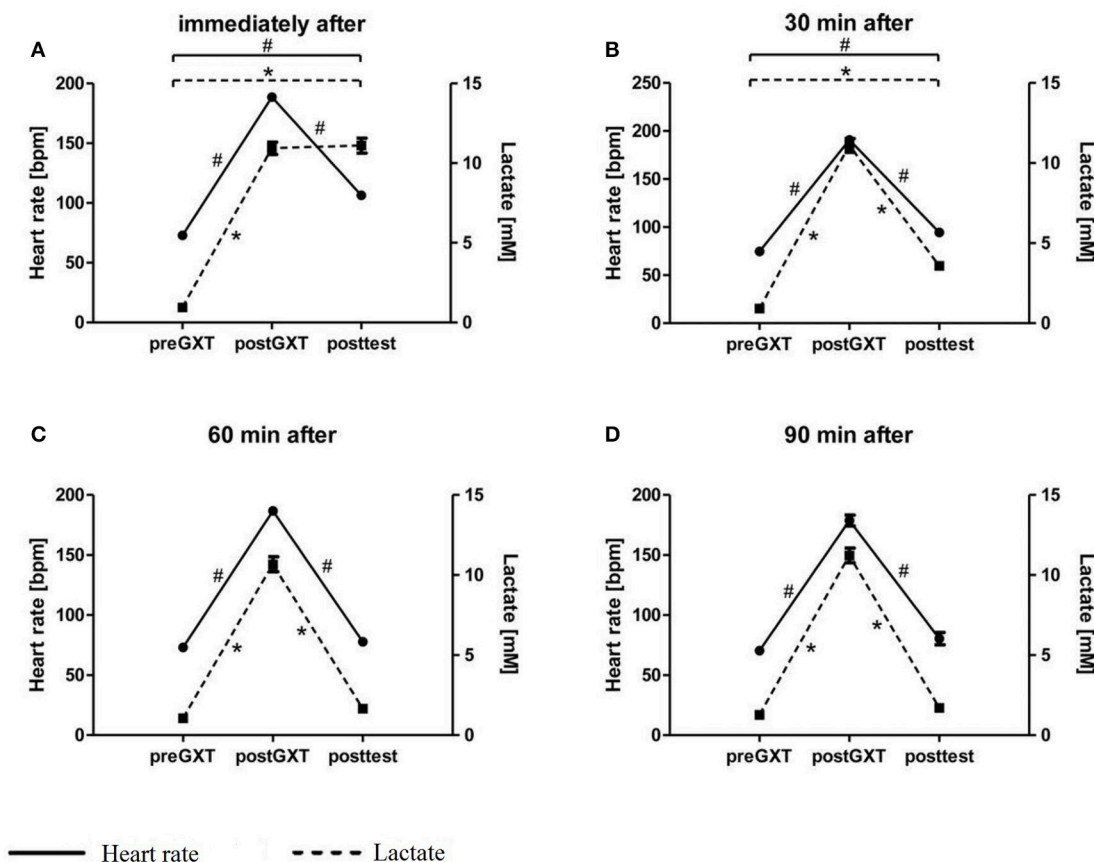 immediately after
A
#
*
200
150
100
50
0
Heart rate [bpm]
#
#
*
15
10
5
0
Lactate [mM]
preGXT postGXT posttest
30 min after
B
#
*
250
200
150
100
50
0
Heart rate [bpm]
#
#
*
*
15
10
5
0
Lactate [mM]
preGXT postGXT posttest
60 min after
C
200
150
100
50
0
Heart rate [bpm]
#
#
*
*
15
10
5
0
Lactate [mM]
preGXT postGXT posttest
90 min after
D
200
150
100
50
0
Heart rate [bpm]
#
#
*
*
15
10
5
0
Lactate [mM]
preGXT postGXT posttest
Heart rate Lactate